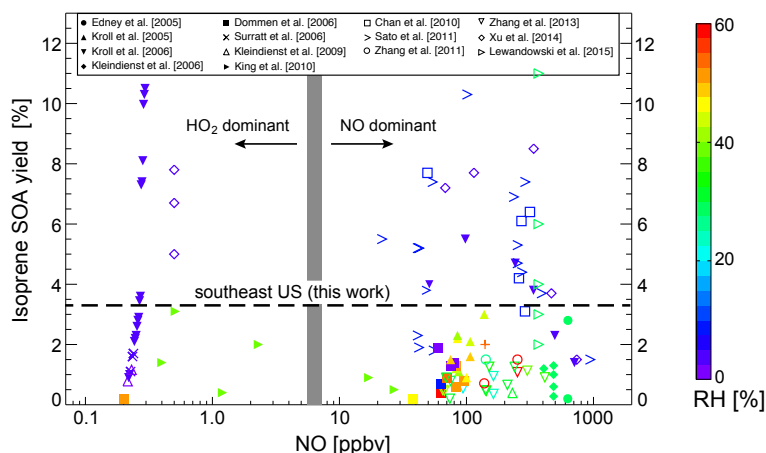 Edney et al. [2005]
Kroll et al. [2005]
Kroll et al. [2006]
Kleindienst et al. [2006]
Dommen et al. [2006]
Surratt et al. [2006]
Kleindienst et al. [2009]
King et al. [2010]
Chan et al. [2010]
Sato et al. [2011]
Zhang et al. [2011]
Zhang et al. [2013]
Xu et al. [2014]
Lewandowski et al. [2015]
HO2 dominant
NO dominant
southeast US (this work)
Isoprene SOA yield [%]
12
10
8
6
4
2
0
12
10
8
6
4
2
0
0.1
1.0
10
100
1000
NO [ppbv]
60
40
20
0
RH [%]